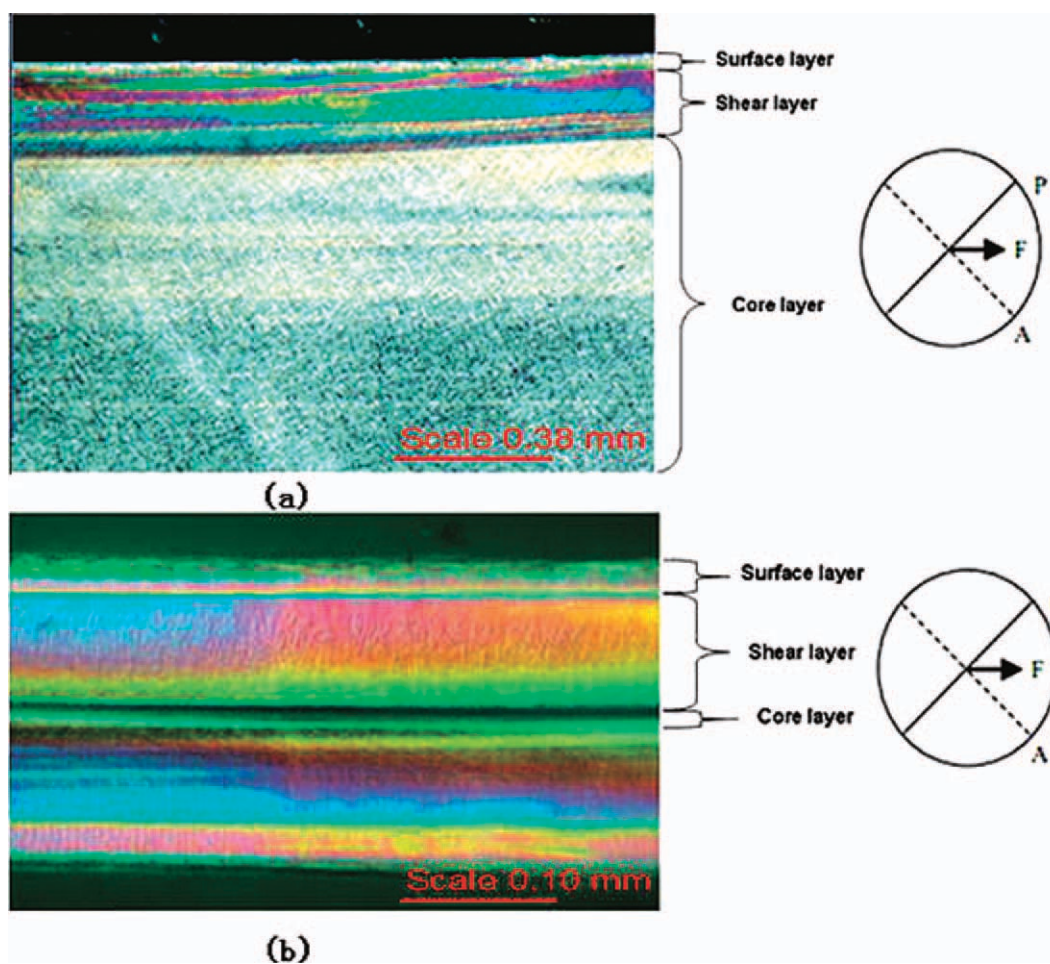 Surface layer
Shear layer
P
F
Core layer
A
Scale 0.38 mm
(a)
Surface layer
Shear layer
F
Core layer
A
Scale 0.10 mm
(b)